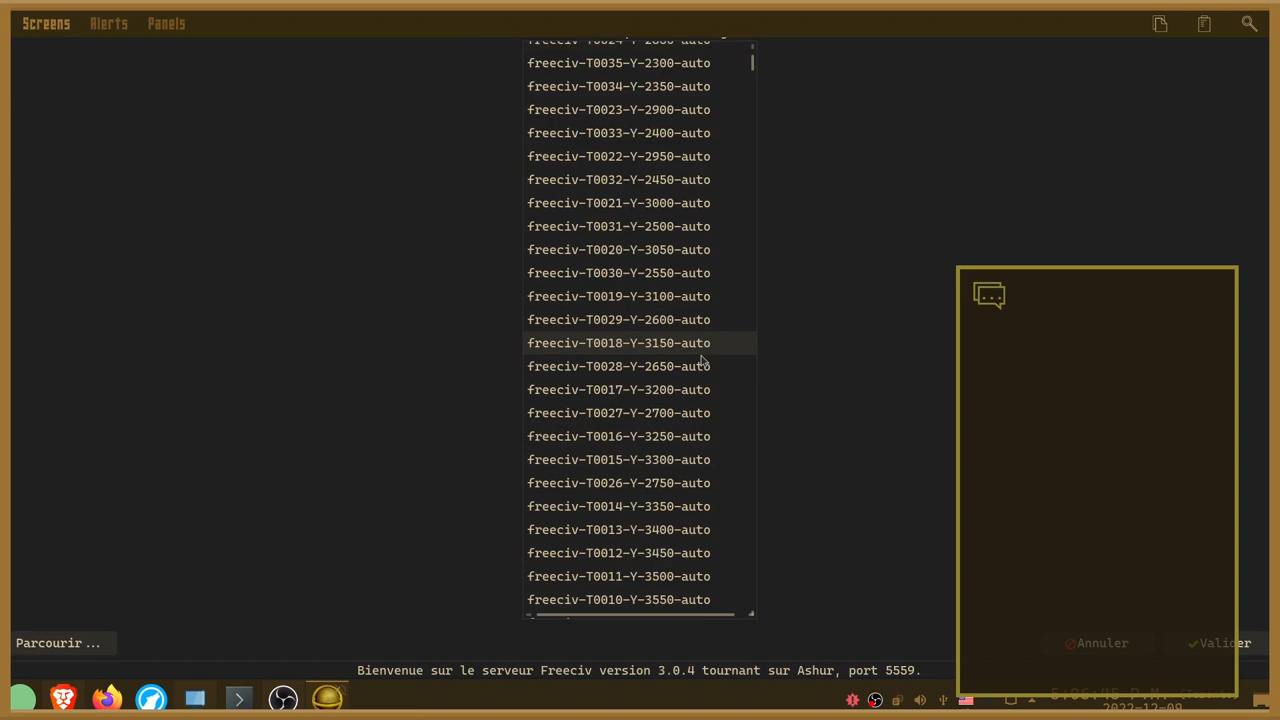 Screens Alerts Panels
freeciv-T0035-Y-2300-auto
freeciv-T0034-Y-2350-auto
freeciv-T0023-Y-2900-auto
freeciv-T0033-Y-2400-auto
freeciv-T0022-Y-2950-auto
freeciv-T0032-Y-2450-auto
freeciv-T0021-Y-3000-auto
freeciv-T0031-Y-2500-auto
freeciv-T0020-Y-3050-auto
freeciv-T0030-Y-2550-auto
freeciv-T0019-Y-3100-auto
freeciv-T0029-Y-2600-auto
freeciv-T0018-Y-3150-auto
freeciv-T0028-Y-2650-auto
freeciv-T0017-Y-3200-auto
freeciv-T0027-Y-2700-auto
freeciv-T0016-Y-3250-auto
freeciv-T0015-Y-3300-auto
freeciv-T0026-Y-2750-auto
freeciv-T0014-Y-3350-auto
freeciv-T0013-Y-3400-auto
freeciv-T0012-Y-3450-auto
freeciv-T0011-Y-3500-auto
freeciv-T0010-Y-3550-auto
Parcourir ... Annuler Valider
Bienvenue sur le serveur Freeciv version 3.0.4 tournant sur Ashur, port 5559.
5:06:45 P.M.
2022-12-09